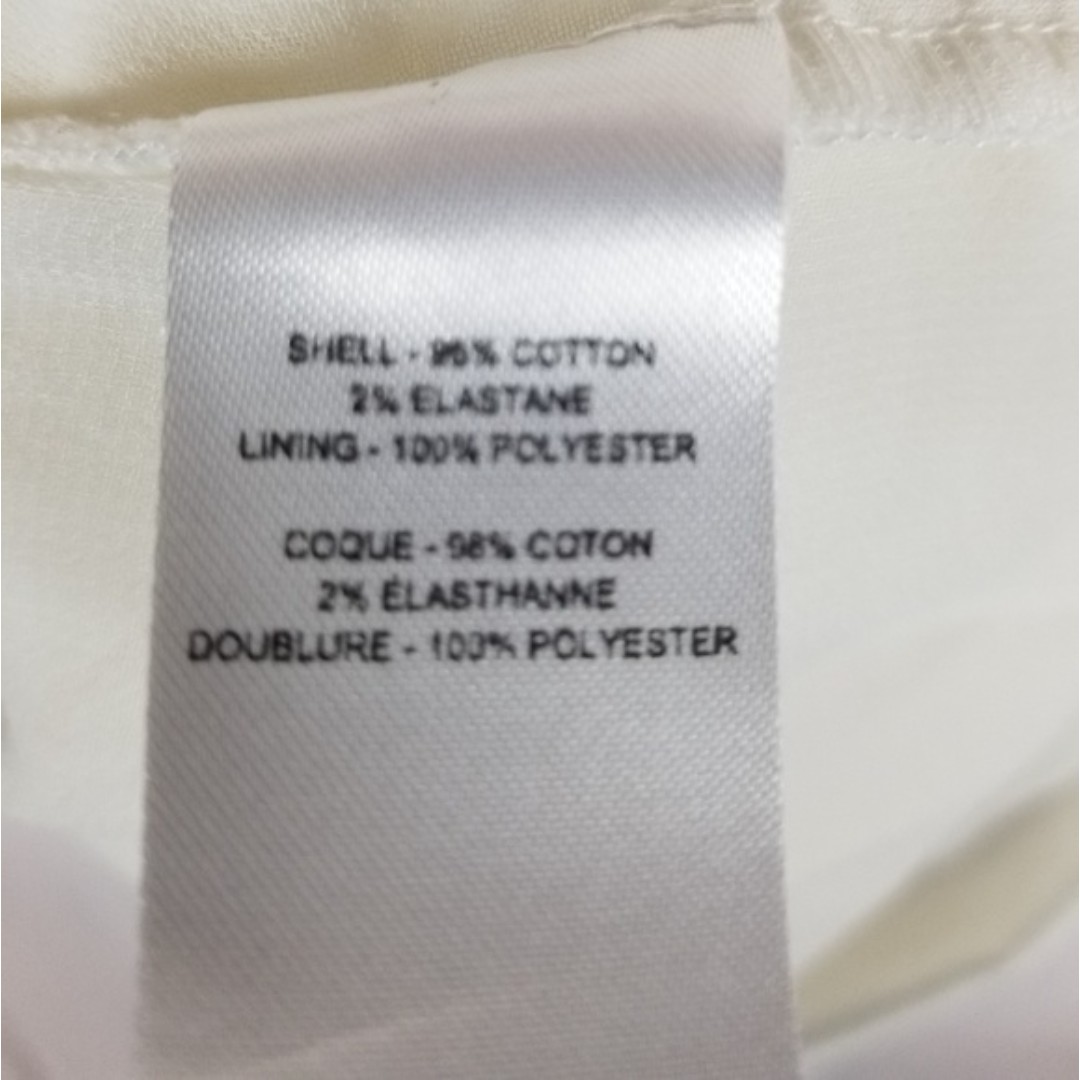 SHELL - 98% COTTON
2% ELASTANE
LINING - 100% POLYESTER
COQUE - 98% COTON
2% ÉLASTHANNE
DOUBLURE - 100% POLYESTER